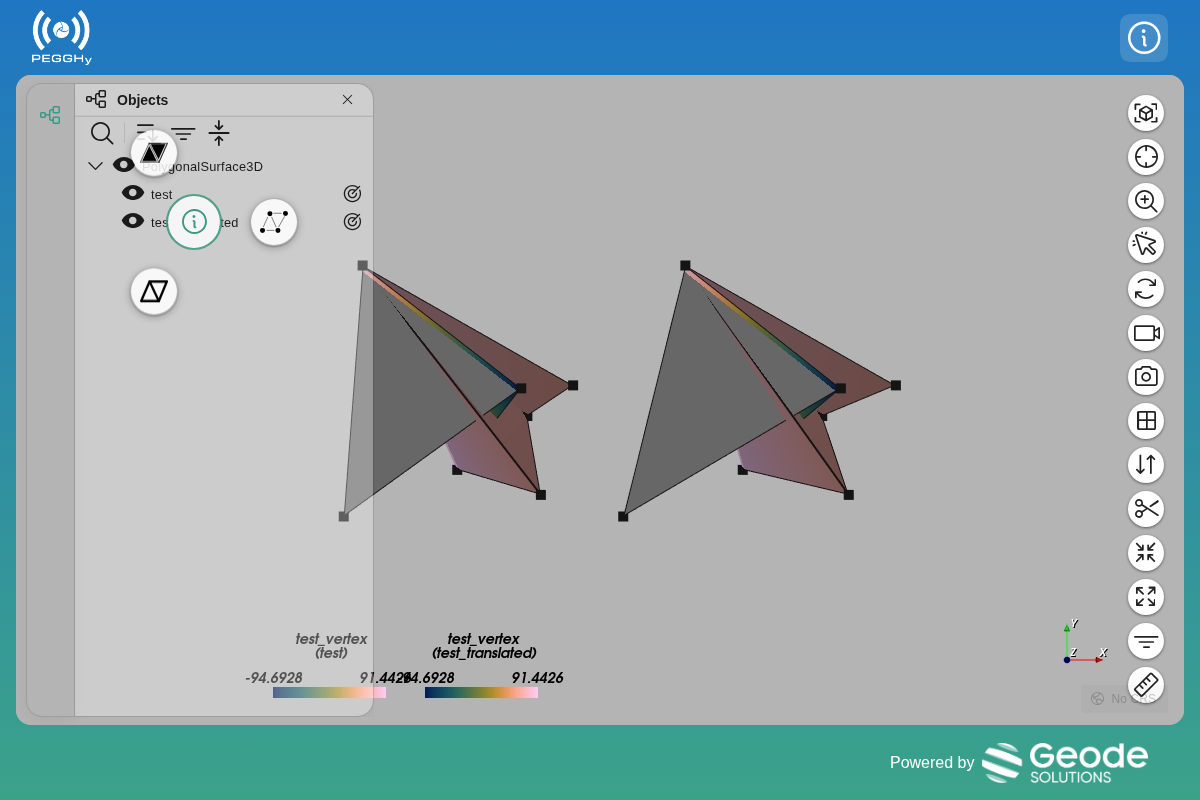 PEGGHy
Objects
PolygonalSurface3D
test
tes ted
test_vertex
(test)
-94.6928 91.4426
test_vertex
(test_translated)
94.6928 91.4426
Y
Z
X
No CRS
Powered by
Geode
SOLUTIONS